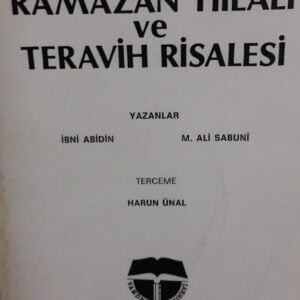 RAMAZAN HİLALİ
ve
TERAVİH RİSALESİ
YAZANLAR
İBNİ ABİDİN M. ALİ SABUNİ
TERCEME
HARUN ÜNAL